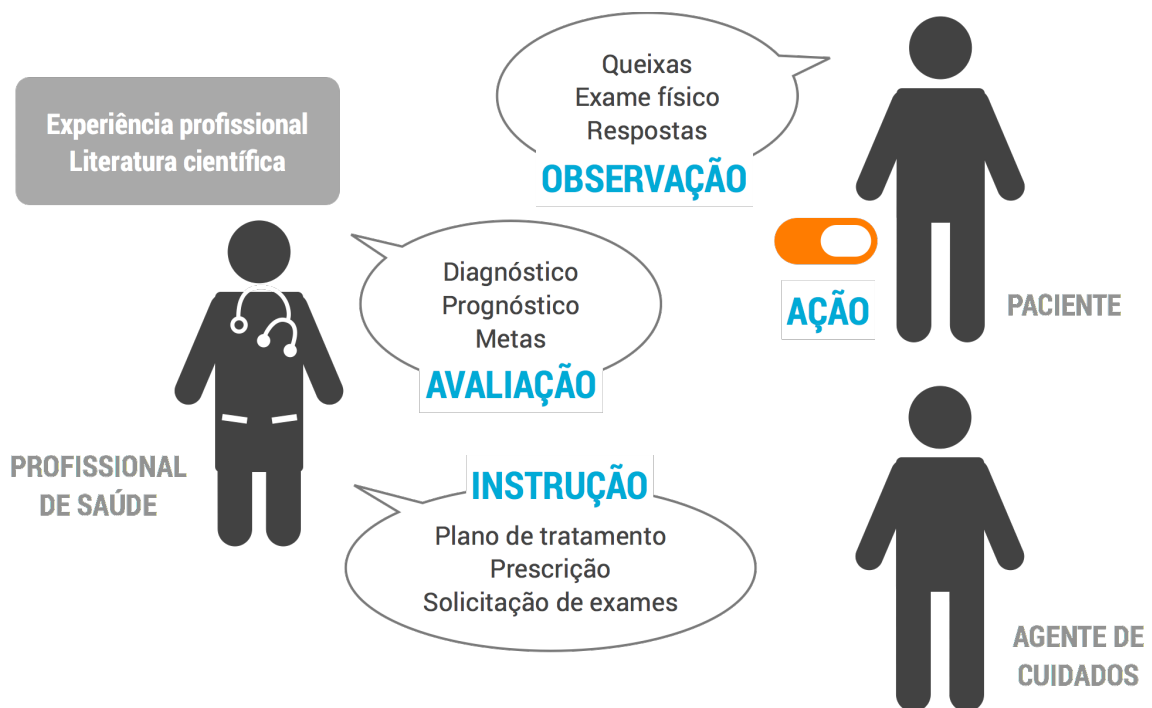 Queixas
Exame físico
Respostas
OBSERVAÇÃO
Experiência profissional
Literatura científica
Diagnóstico
Prognóstico
Metas
AVALIAÇÃO
AÇÃO
PACIENTE
PROFISSIONAL
DE SAÚDE
INSTRUÇÃO
Plano de tratamento
Prescrição
Solicitação de exames
AGENTE DE
CUIDADOS